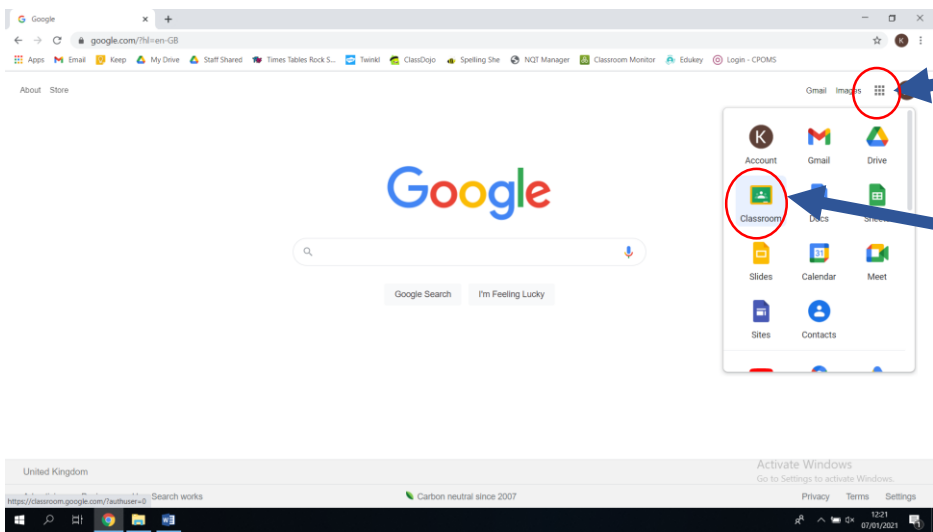 Google
google.com/?hl=en-GB
Apps Email Keep My Drive Staff Shared Times Tables Rock S... Twinkl ClassDojo Spelling She NQT Manager Classroom Monitor Edukey Login - CPOMS
About Store Gmail Images
K
Account Gmail Drive
Google
Classroom Docs Sheets
31
Slides Calendar Meet
Google Search I'm Feeling Lucky
Sites Contacts
United Kingdom
Activate Windows
Go to Settings to activate Windows.
Search works Carbon neutral since 2007 Privacy Terms Settings
https://classroom.google.com/?authuser=0
12:21
07/01/2021